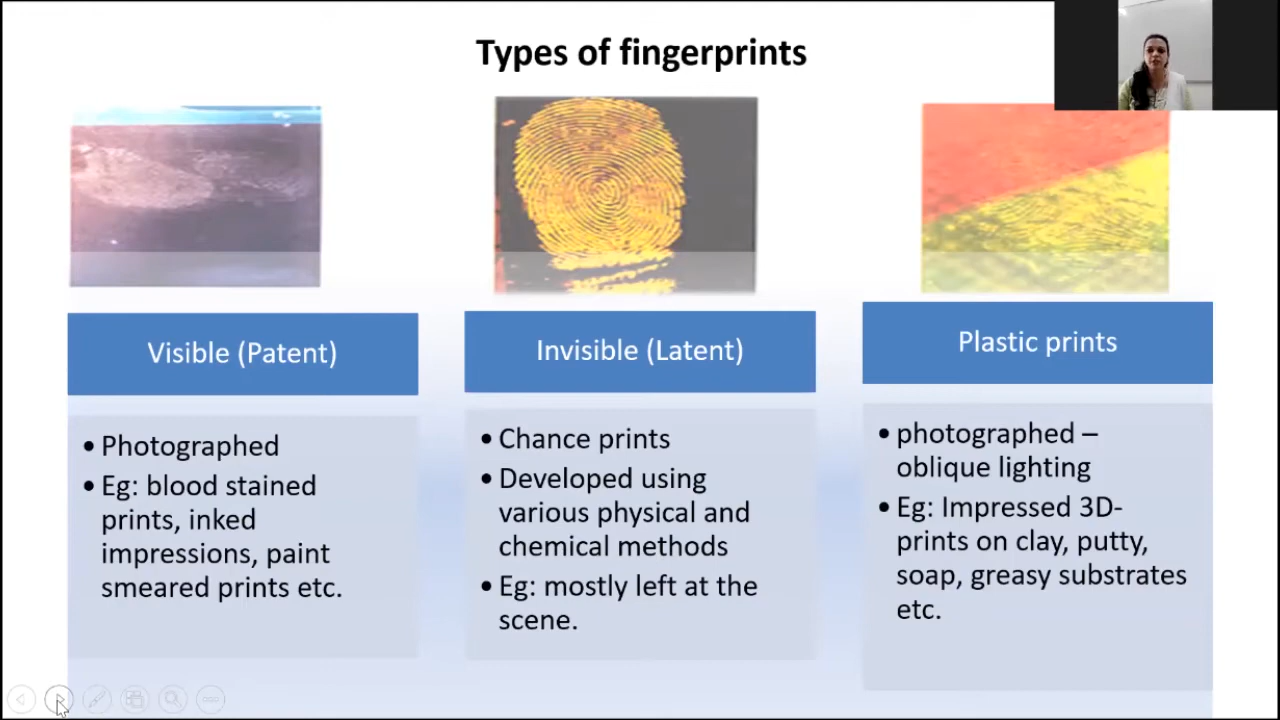 Types of fingerprints
Visible (Patent)
• Photographed
• Eg: blood stained
prints, inked
impressions, paint
smeared prints etc.
Invisible (Latent)
• Chance prints
• Developed using
various physical and
chemical methods
• Eg: mostly left at the
scene.
Plastic prints
• photographed –
oblique lighting
• Eg: Impressed 3D-
prints on clay, putty,
soap, greasy substrates
etc.